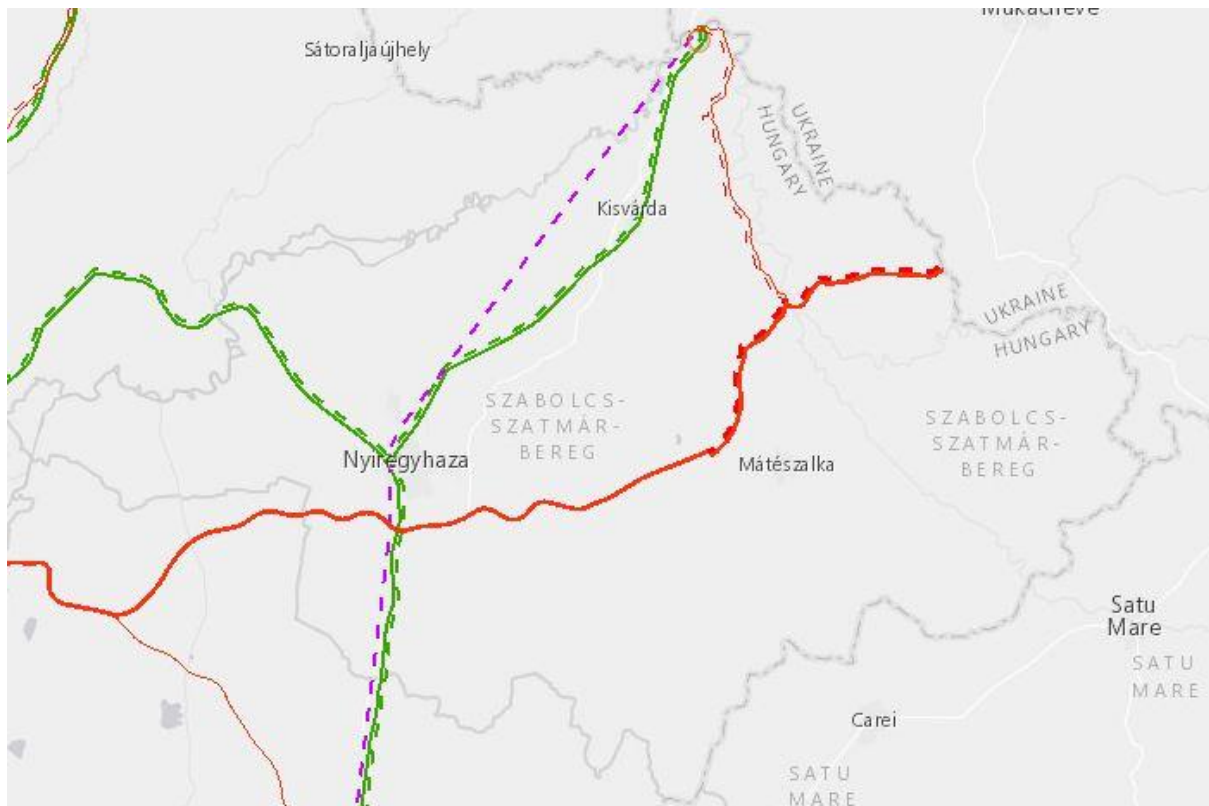 Mukacheve
Sátoraljaújhely
UKRAINE
HUNGARY
Kisvárda
UKRAINE
HUNGARY
SZABOLCS-
SZATMÁR-
BEREG
SZABOLCS-
SZATMÁR-
BEREG
Nyíregyhaza
Mátészalka
Satu
Mare
SATU
MARE
Carei
SATU
MARE